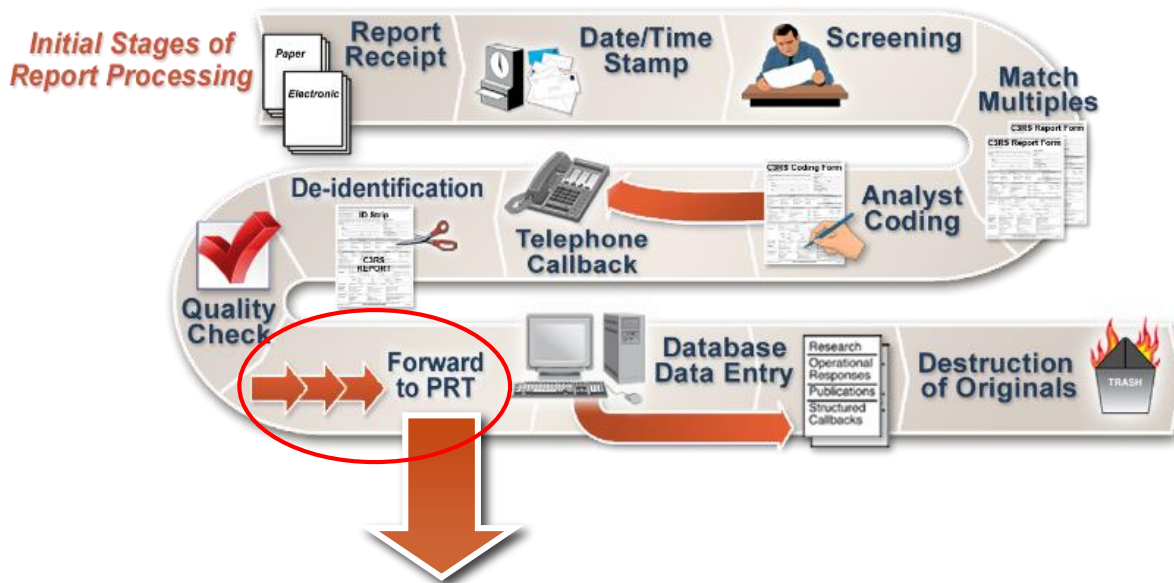 Initial Stages of
Report Processing
Paper
Electronic
Report
Receipt
Date/Time
Stamp
Screening
Match
Multiples
C3RS Report Form
C3RS Report Form
Analyst
Coding
C3RS Coding Form
Telephone
Callback
De-identification
ID Strip
C3RS
REPORT
Quality
Check
Forward
to PRT
Database
Data Entry
Research
Operational
Responses
Publications
Structured
Callbacks
Destruction
of Originals
TRASH